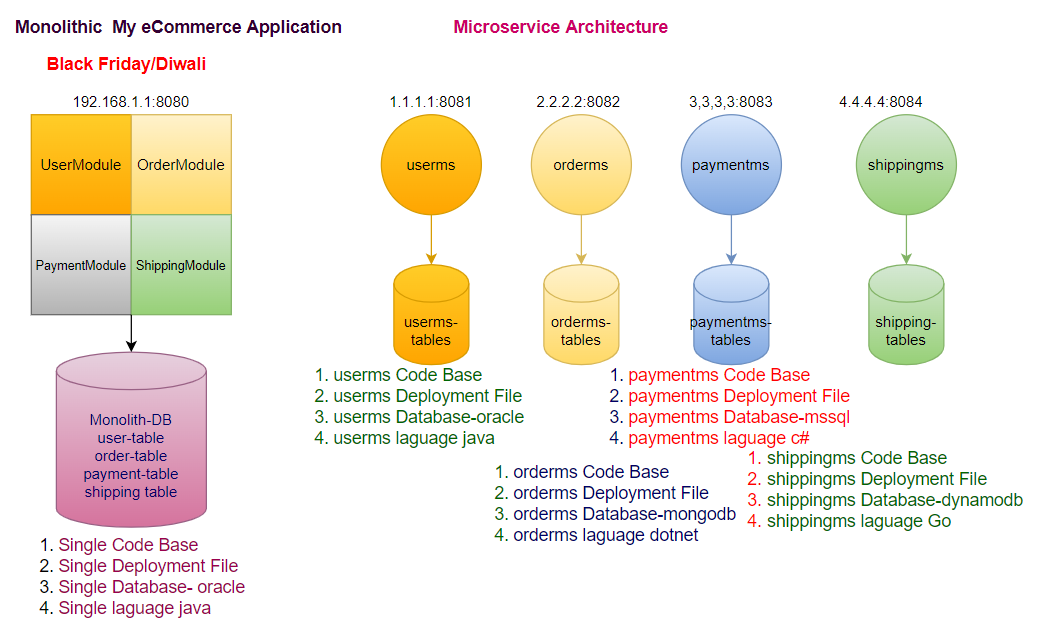 Monolithic  My eCommerce Application
Black Friday/Diwali
192.168.1.1:8080
UserModule
OrderModule
PaymentModule
ShippingModule
Monolith-DB
user-table
order-table
payment-table
shipping table
1. Single Code Base
2. Single Deployment File
3. Single Database- oracle
4. Single laguage java
Microservice Architecture
1.1.1.1:8081
2.2.2.2:8082
3,3,3,3:8083
4.4.4.4:8084
userms
orderms
paymentms
shippingms
userms-
tables
orderms-
tables
paymentms-
tables
shipping-
tables
1. userms Code Base
2. userms Deployment File
3. userms Database-oracle
4. userms laguage java
1. paymentms Code Base
2. paymentms Deployment File
3. paymentms Database-mssql
4. paymentms laguage c#
1. orderms Code Base
2. orderms Deployment File
3. orderms Database-mongodb
4. orderms laguage dotnet
1. shippingms Code Base
2. shippingms Deployment File
3. shippingms Database-dynamodb
4. shippingms laguage Go